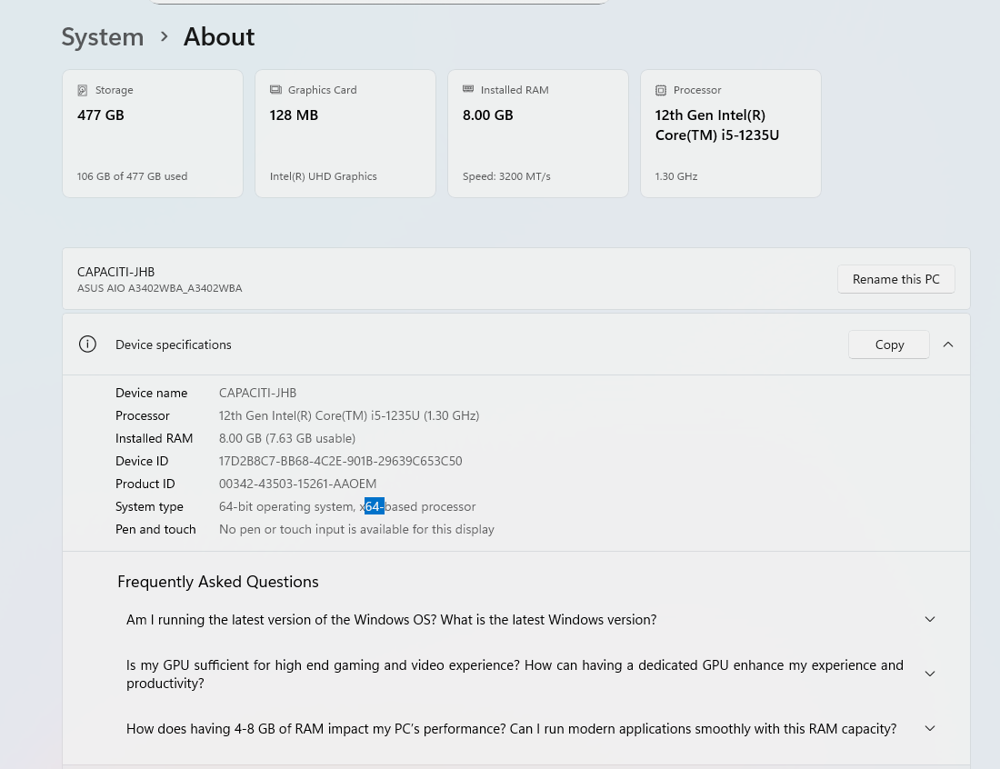 System > About
Storage
477 GB
106 GB of 477 GB used
Graphics Card
128 MB
Intel(R) UHD Graphics
Installed RAM
8.00 GB
Speed: 3200 MT/s
Processor
12th Gen Intel(R)
Core(TM) i5-1235U
1.30 GHz
CAPACITI-JHB
ASUS AIO A3402WBA_A3402WBA
Rename this PC
Device specifications
Copy
Device name CAPACITI-JHB
Processor 12th Gen Intel(R) Core(TM) i5-1235U (1.30 GHz)
Installed RAM 8.00 GB (7.63 GB usable)
Device ID 17D2B8C7-BB68-4C2E-901B-29639C653C50
Product ID 00342-43503-15261-AAOEM
System type 64-bit operating system, x64-based processor
Pen and touch No pen or touch input is available for this display
Frequently Asked Questions
Am I running the latest version of the Windows OS? What is the latest Windows version?
Is my GPU sufficient for high end gaming and video experience? How can having a dedicated GPU enhance my experience and
productivity?
How does having 4-8 GB of RAM impact my PC's performance? Can I run modern applications smoothly with this RAM capacity?